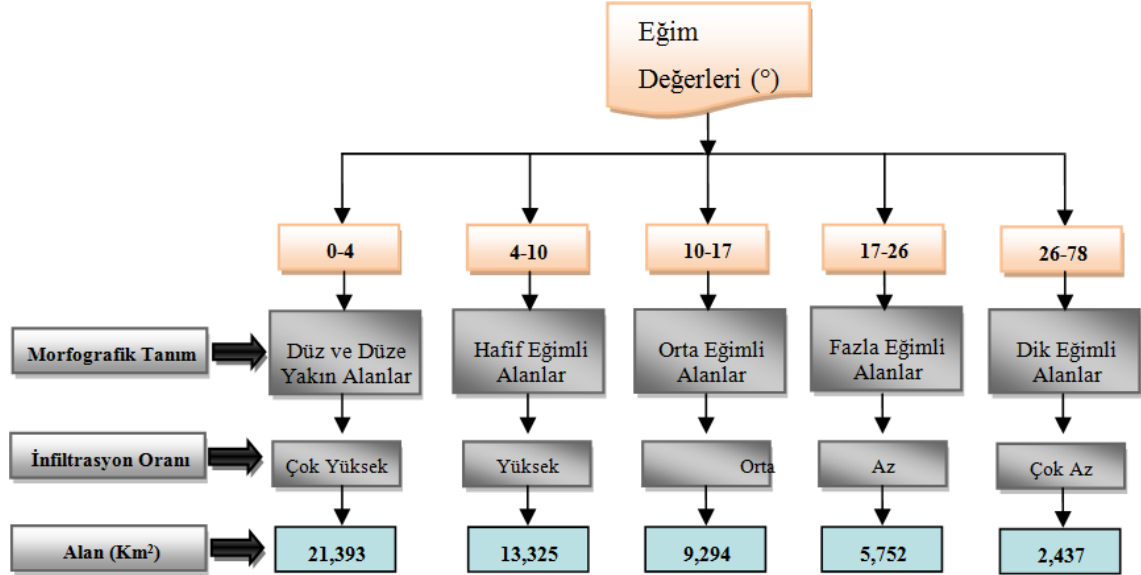 Eğim
Değerleri (°)
0-4
4-10
10-17
17-26
26-78
Morfografik Tanım
Düz ve Düze
Yakın Alanlar
Hafif Eğimli
Alanlar
Orta Eğimli
Alanlar
Fazla Eğimli
Alanlar
Dik Eğimli
Alanlar
İnfiltrasyon Oranı
Çok Yüksek
Yüksek
Orta
Az
Çok Az
Alan (Km²)
21,393
13,325
9,294
5,752
2,437